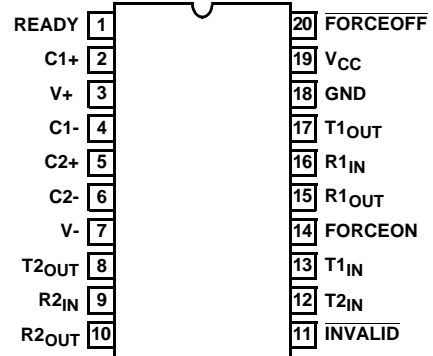 READY 1 20 FORCEOFF
C1+ 2 19 VCC
V+ 3 18 GND
C1- 4 17 T1OUT
C2+ 5 16 R1IN
C2- 6 15 R1OUT
V- 7 14 FORCEON
T2OUT 8 13 T1IN
R2IN 9 12 T2IN
R2OUT 10 11 INVALID